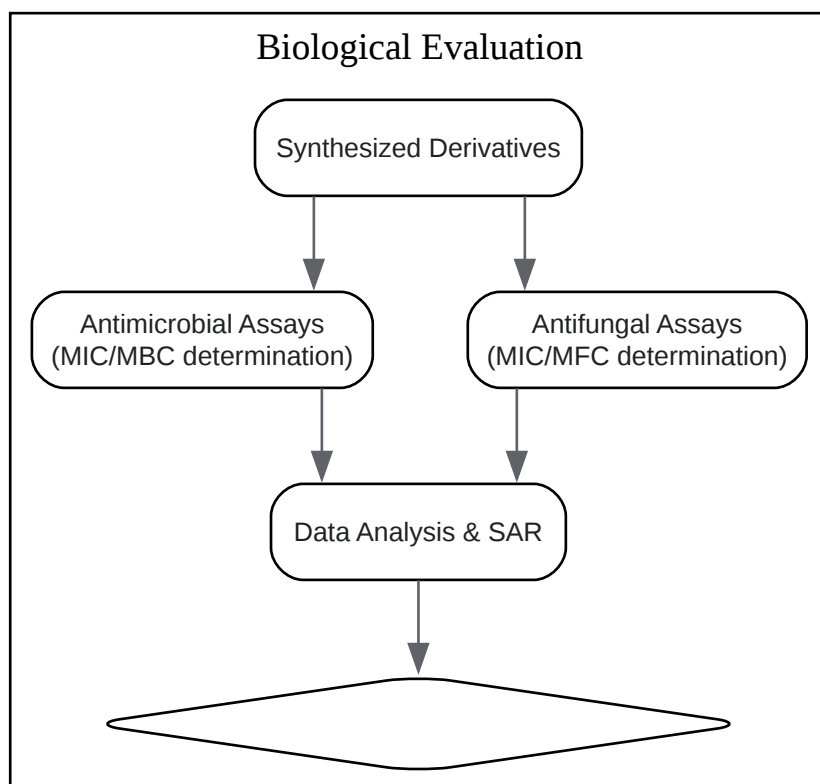 Biological Evaluation
Synthesized Derivatives
Antimicrobial Assays
(MIC/MBC determination)
Antifungal Assays
(MIC/MFC determination)
Data Analysis & SAR